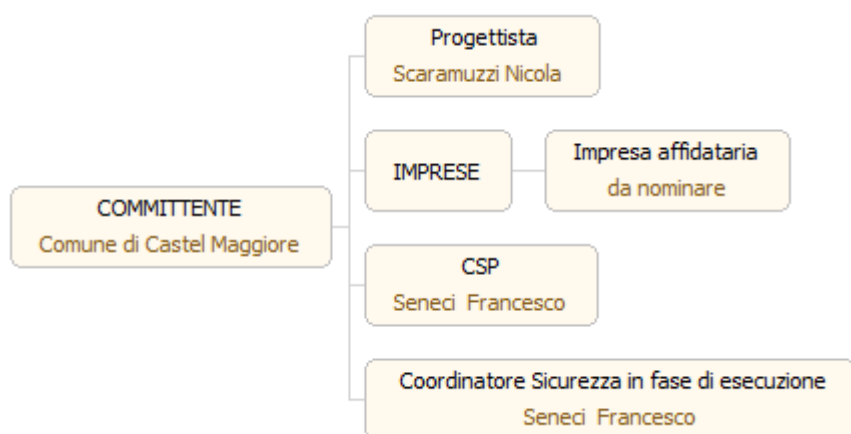 Progettista
Scaramuzzi Nicola
IMPRESE
Impresa affidataria
da nominare
COMMITTENTE
Comune di Castel Maggiore
CSP
Seneci Francesco
Coordinatore Sicurezza in fase di esecuzione
Seneci Francesco